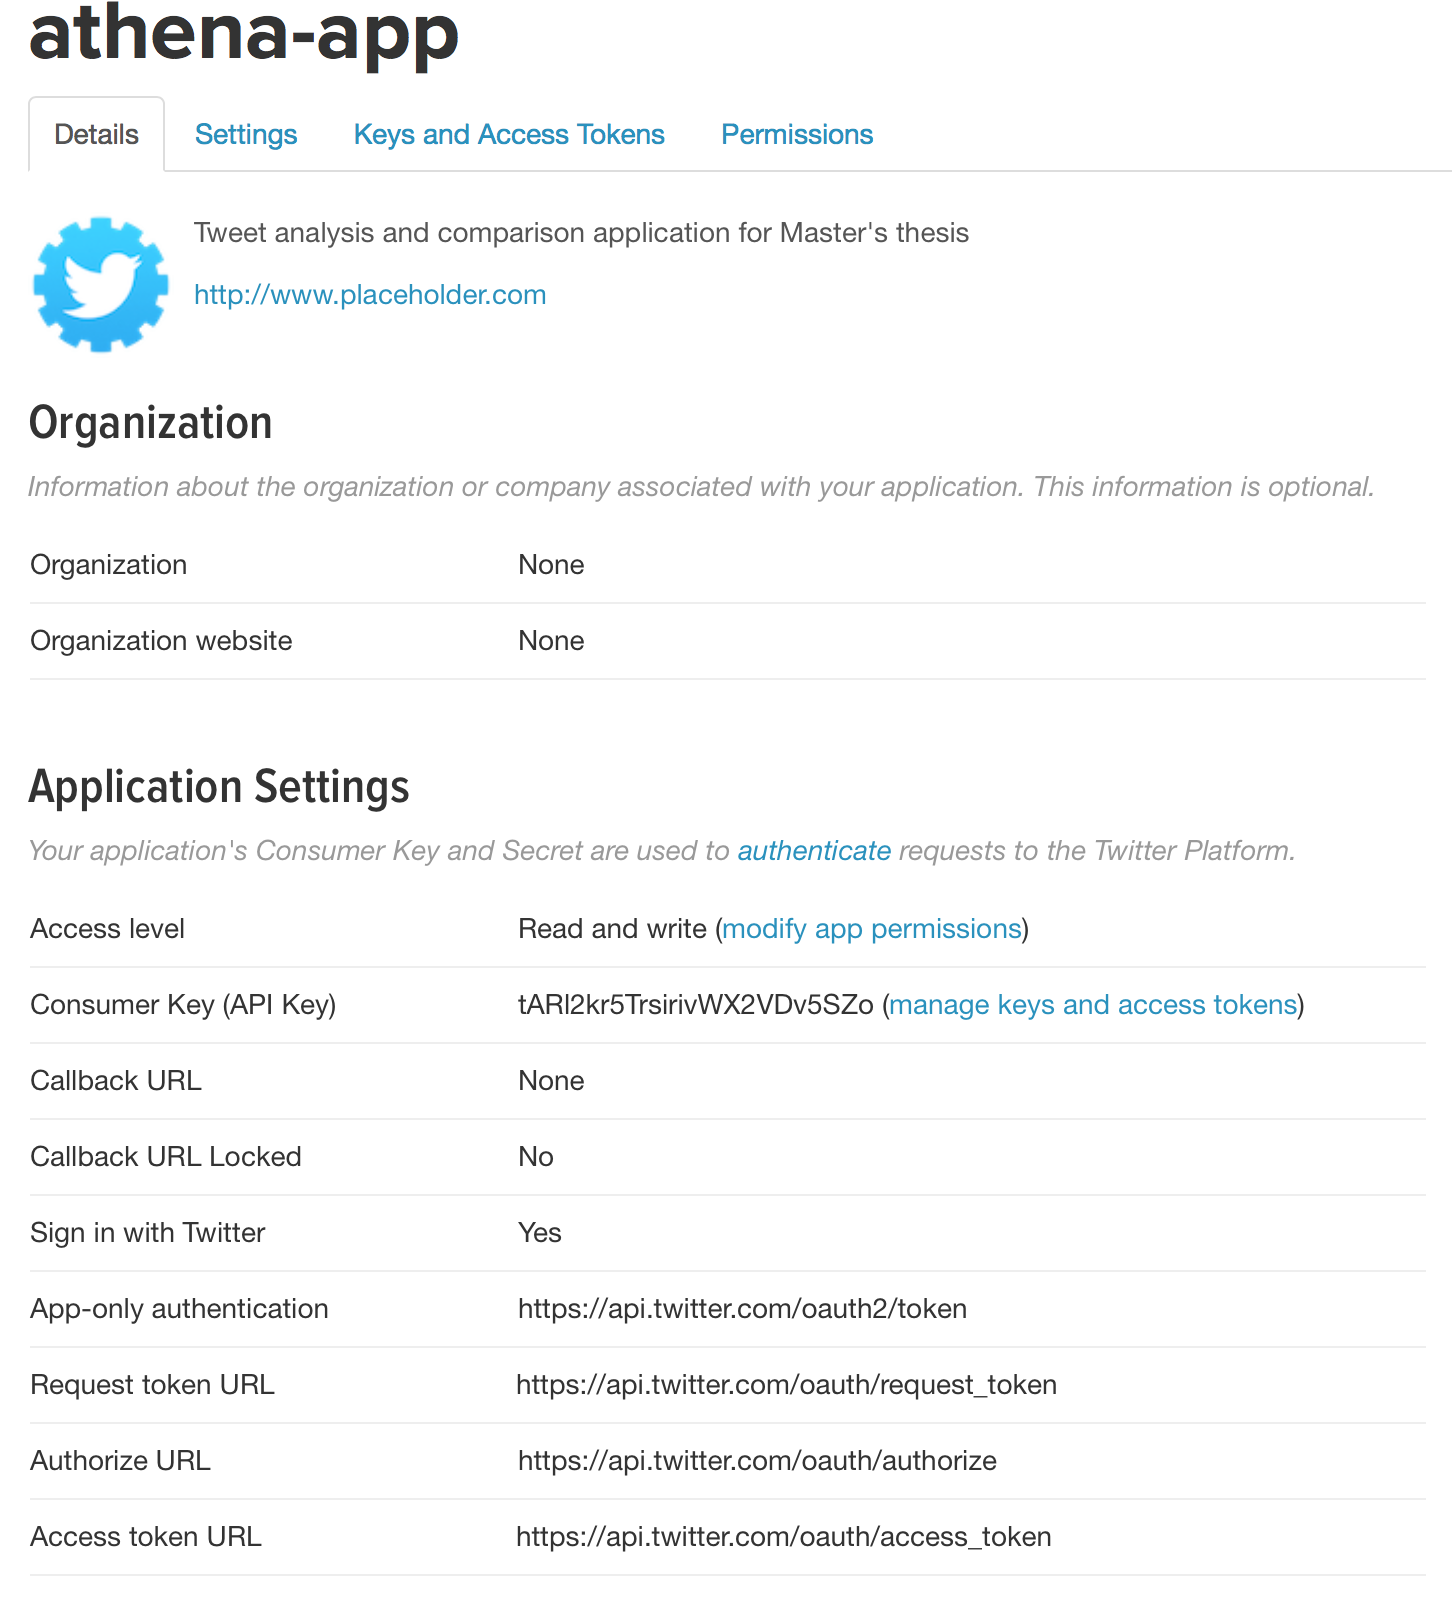 athena-app
Details Settings Keys and Access Tokens Permissions
Tweet analysis and comparison application for Master's thesis
http://www.placeholder.com
Organization
Information about the organization or company associated with your application. This information is optional.
Organization None
Organization website None
Application Settings
Your application's Consumer Key and Secret are used to authenticate requests to the Twitter Platform.
Access level Read and write (modify app permissions)
Consumer Key (API Key) tARl2kr5TrsirivWX2VDv5SZo (manage keys and access tokens)
Callback URL None
Callback URL Locked No
Sign in with Twitter Yes
App-only authentication https://api.twitter.com/oauth2/token
Request token URL https://api.twitter.com/oauth/request_token
Authorize URL https://api.twitter.com/oauth/authorize
Access token URL https://api.twitter.com/oauth/access_token